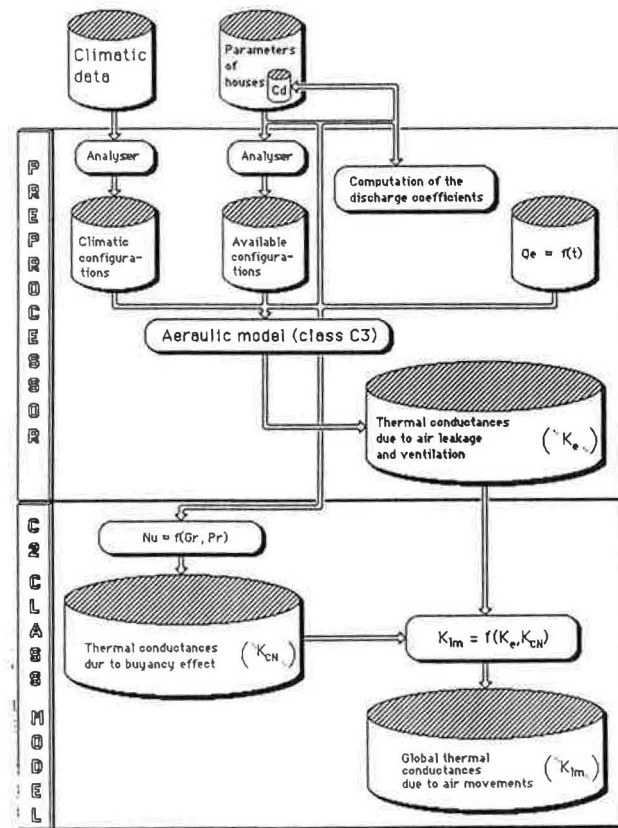 Climatic
data
Parameters
of
houses
Cd
PREPROCESSOR
Analyser
Analyser
Computation of the
discharge coefficients
Climatic
configura-
tions
Available
configura-
tions
Qe = f(t)
Aeraulic model (class C3)
Thermal conductances
due to air leakage
and ventilation
(Ke)
C2 CLASS MODEL
Nu = f(Gr, Pr)
Thermal conductances
dur to buyancy effect
(KCN)
Klm = f(Ke,KCN)
Global thermal
conductances
due to air movements
(Klm)